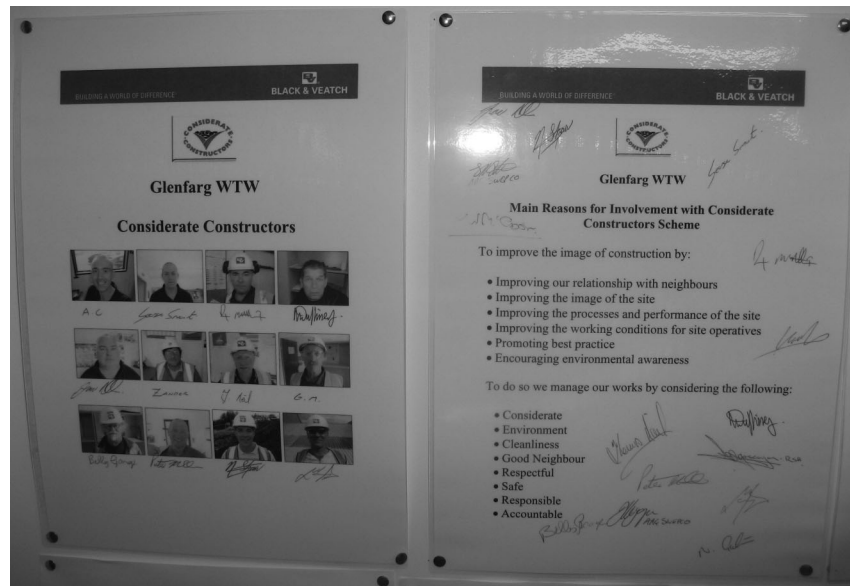 BUILDING A WORLD OF DIFFERENCE
BLACK & VEATCH
CONSIDERATE
CONSTRUCTORS
Glenfarg WTW
Considerate Constructors
A C
G. M.
BUILDING A WORLD OF DIFFERENCE
BLACK & VEATCH
CONSIDERATE
CONSTRUCTORS
Glenfarg WTW
Main Reasons for Involvement with Considerate
Constructors Scheme
To improve the image of construction by:
• Improving our relationship with neighbours
• Improving the image of the site
• Improving the processes and performance of the site
• Improving the working conditions for site operatives
• Promoting best practice
• Encouraging environmental awareness
To do so we manage our works by considering the following:
• Considerate
• Environment
• Cleanliness
• Good Neighbour
• Respectful
• Safe
• Responsible
• Accountable